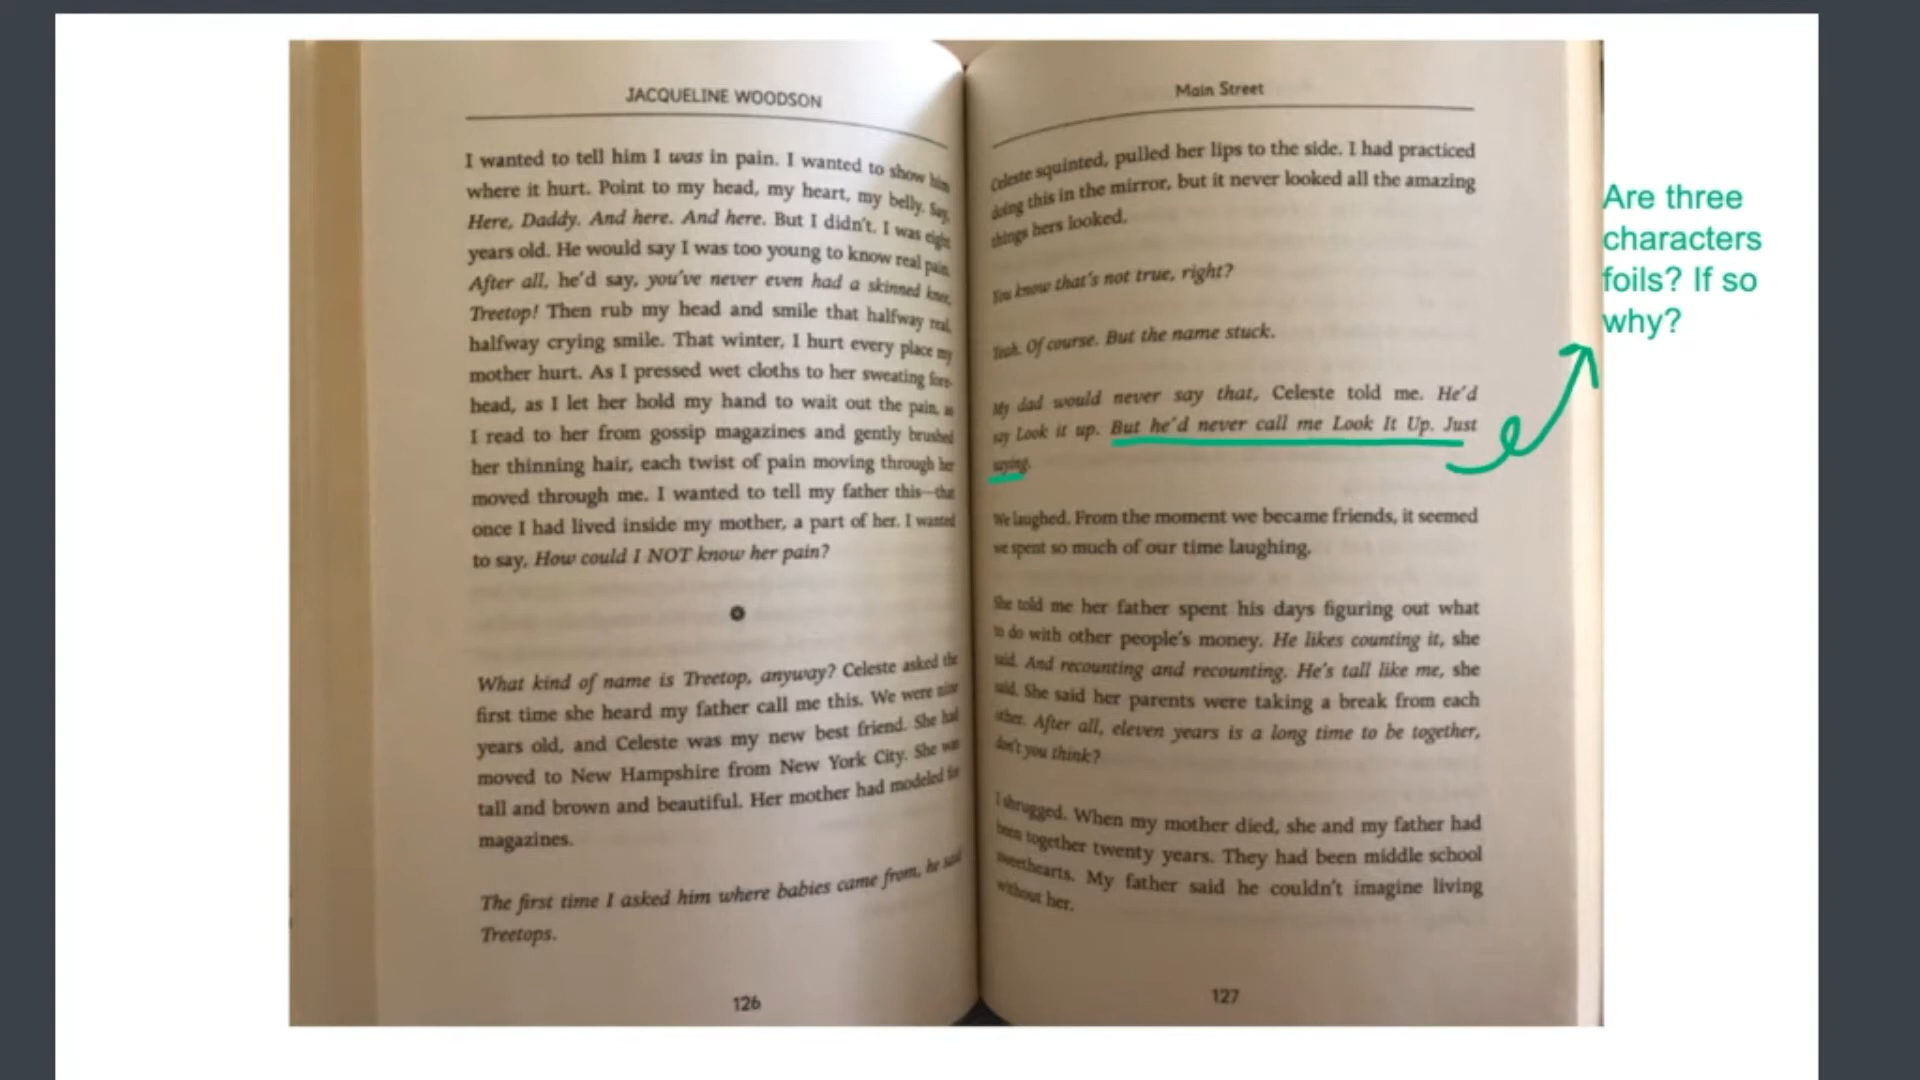 JACQUELINE WOODSON
I wanted to tell him I was in pain. I wanted to show him
where it hurt. Point to my head, my heart, my belly. Say,
Here, Daddy. And here. And here. But I didn't. I was eight
years old. He would say I was too young to know real pain.
After all, he'd say, you've never even had a skinned knee,
Treetop! Then rub my head and smile that halfway real,
halfway crying smile. That winter, I hurt every place my
mother hurt. As I pressed wet cloths to her sweating fore-
head, as I let her hold my hand to wait out the pain, as
I read to her from gossip magazines and gently brushed
her thinning hair, each twist of pain moving through her
moved through me. I wanted to tell my father this—that
once I had lived inside my mother, a part of her. I wanted
to say, How could I NOT know her pain?
What kind of name is Treetop, anyway? Celeste asked the
first time she heard my father call me this. We were nine
years old, and Celeste was my new best friend. She had
moved to New Hampshire from New York City. She was
tall and brown and beautiful. Her mother had modeled for
magazines.
The first time I asked him where babies came from, he said
Treetops.
126
Main Street
Celeste squinted, pulled her lips to the side. I had practiced
doing this in the mirror, but it never looked all the amazing
things hers looked.
You know that's not true, right?
Yeah. Of course. But the name stuck.
My dad would never say that, Celeste told me. He'd
say Look it up. But he'd never call me Look It Up. Just
saying.
We laughed. From the moment we became friends, it seemed
we spent so much of our time laughing.
She told me her father spent his days figuring out what
to do with other people's money. He likes counting it, she
said. And recounting and recounting. He's tall like me, she
said. She said her parents were taking a break from each
other. After all, eleven years is a long time to be together,
don't you think?
I shrugged. When my mother died, she and my father had
been together twenty years. They had been middle school
sweethearts. My father said he couldn't imagine living
without her.
127
Are three
characters
foils? If so
why?